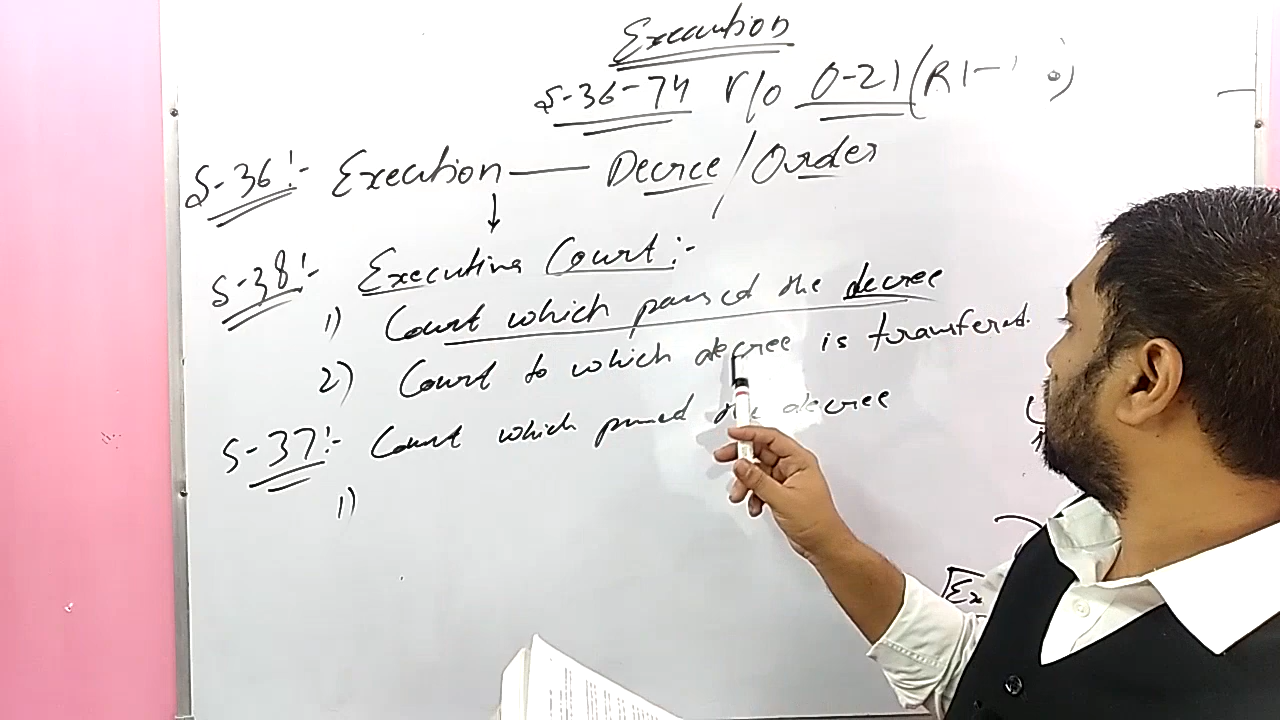 Execution
S-36-74 r/o O-21 (R1-
S-36:- Execution — Decree/Order
↓
S-38:- Executing Court:-
1) Court which passed the decree
2) Court to which decree is transfered.
S-37:- Court which passed the decree
1)
Ex